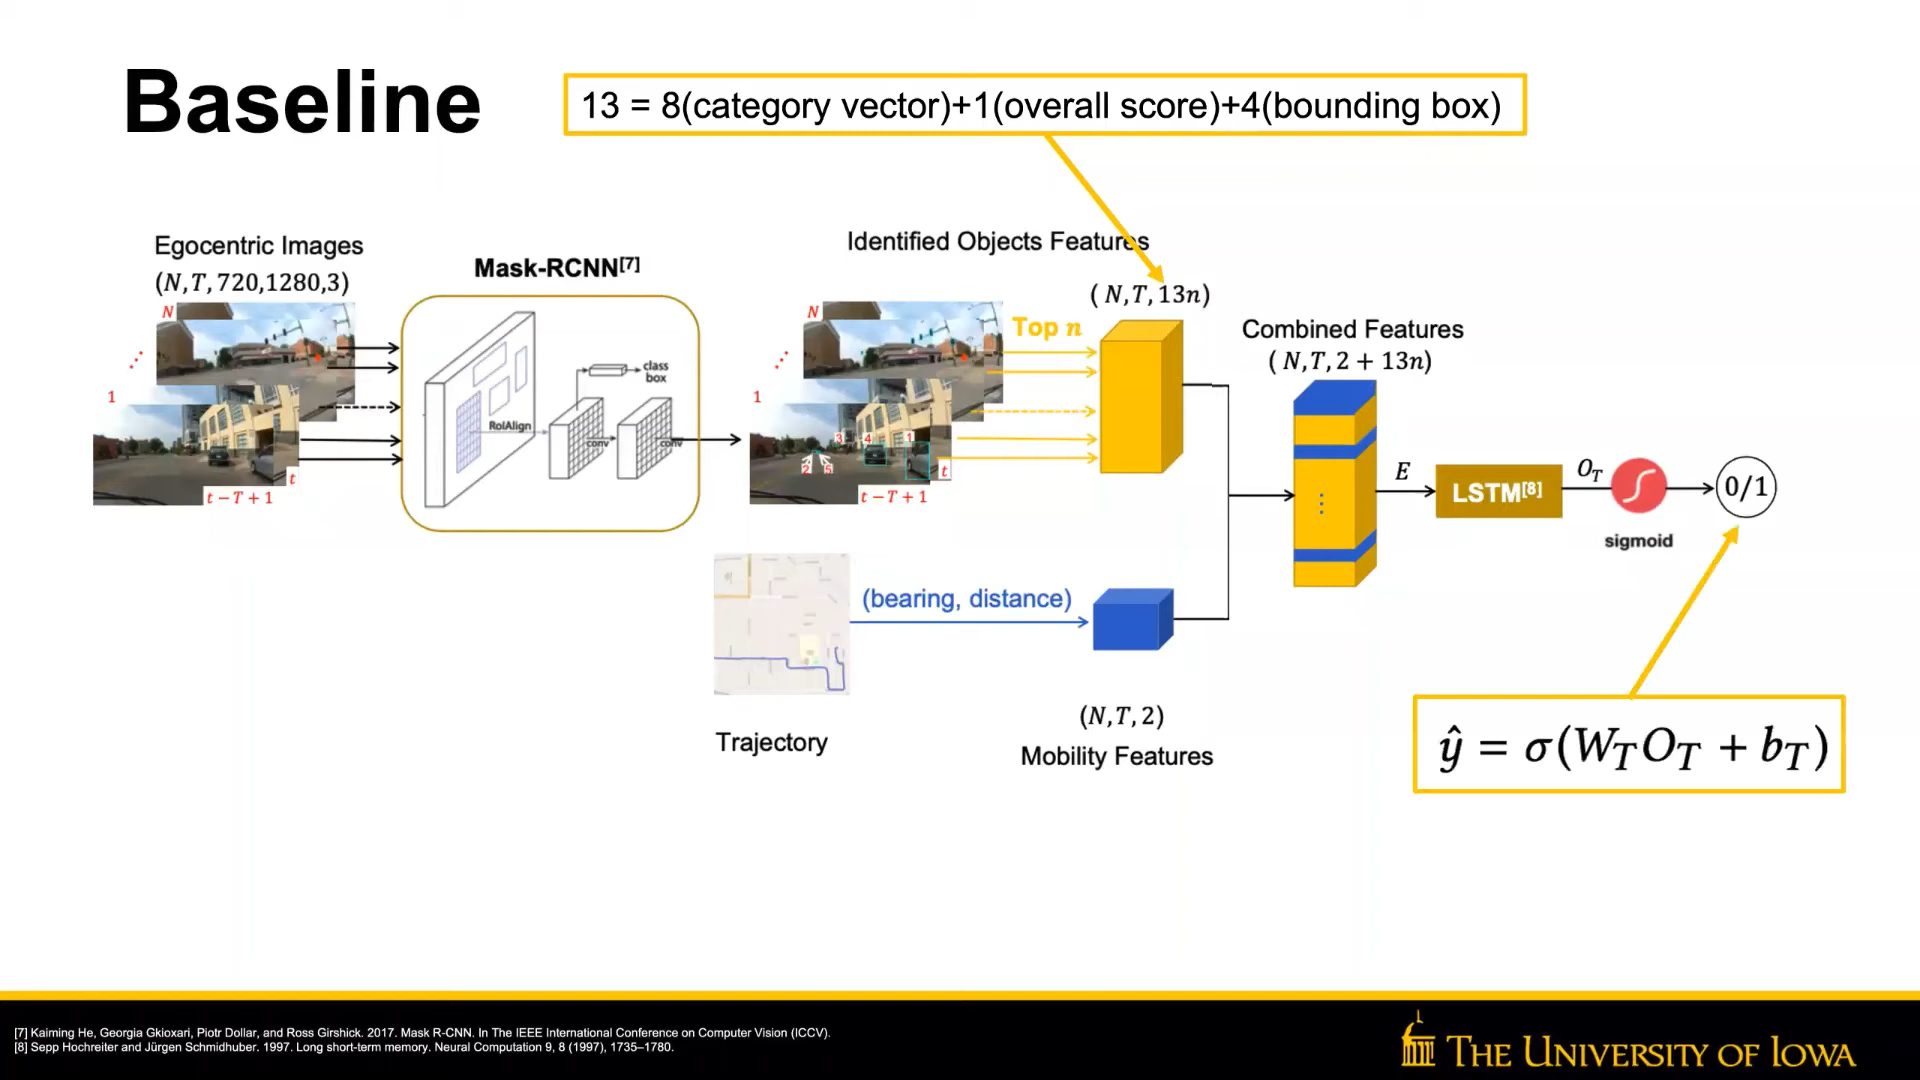 Baseline
13 = 8(category vector)+1(overall score)+4(bounding box)
Egocentric Images
(N, T, 720,1280,3)
N
1
t
t − T + 1
Mask-RCNN[7]
RoIAlign
class
box
conv
conv
Identified Objects Features
N
1
3
4
1
2
5
t
t − T + 1
Top n
( N, T, 13n)
Combined Features
( N, T, 2 + 13n)
E
LSTM[8]
O_T
sigmoid
0/1
Trajectory
(bearing, distance)
(N, T, 2)
Mobility Features
ŷ = σ(W_T O_T + b_T)
[7] Kaiming He, Georgia Gkioxari, Piotr Dollar, and Ross Girshick. 2017. Mask R-CNN. In The IEEE International Conference on Computer Vision (ICCV).
[8] Sepp Hochreiter and Jürgen Schmidhuber. 1997. Long short-term memory. Neural Computation 9, 8 (1997), 1735–1780.
THE UNIVERSITY OF IOWA